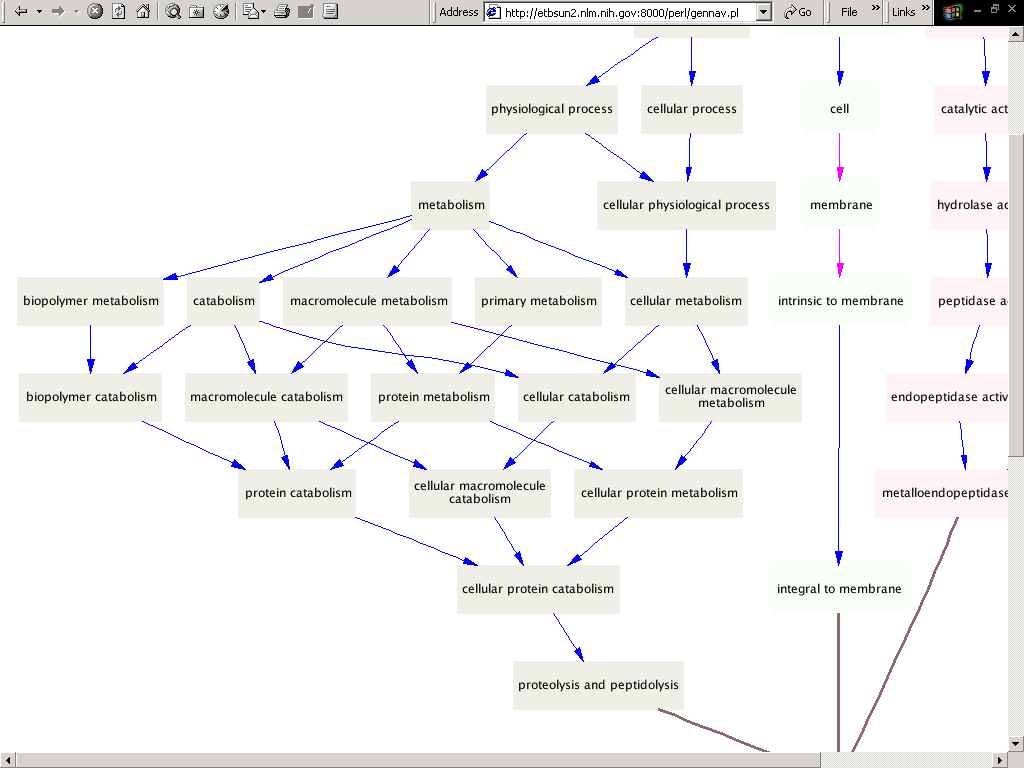 Address http://etbsun2.nlm.nih.gov:8000/perl/gennav.pl Go File » Links »
physiological process
cellular process
cell
catalytic act
metabolism
cellular physiological process
membrane
hydrolase ac
biopolymer metabolism
catabolism
macromolecule metabolism
primary metabolism
cellular metabolism
intrinsic to membrane
peptidase a
biopolymer catabolism
macromolecule catabolism
protein metabolism
cellular catabolism
cellular macromolecule
metabolism
endopeptidase activ
protein catabolism
cellular macromolecule
catabolism
cellular protein metabolism
metalloendopeptidase
cellular protein catabolism
integral to membrane
proteolysis and peptidolysis